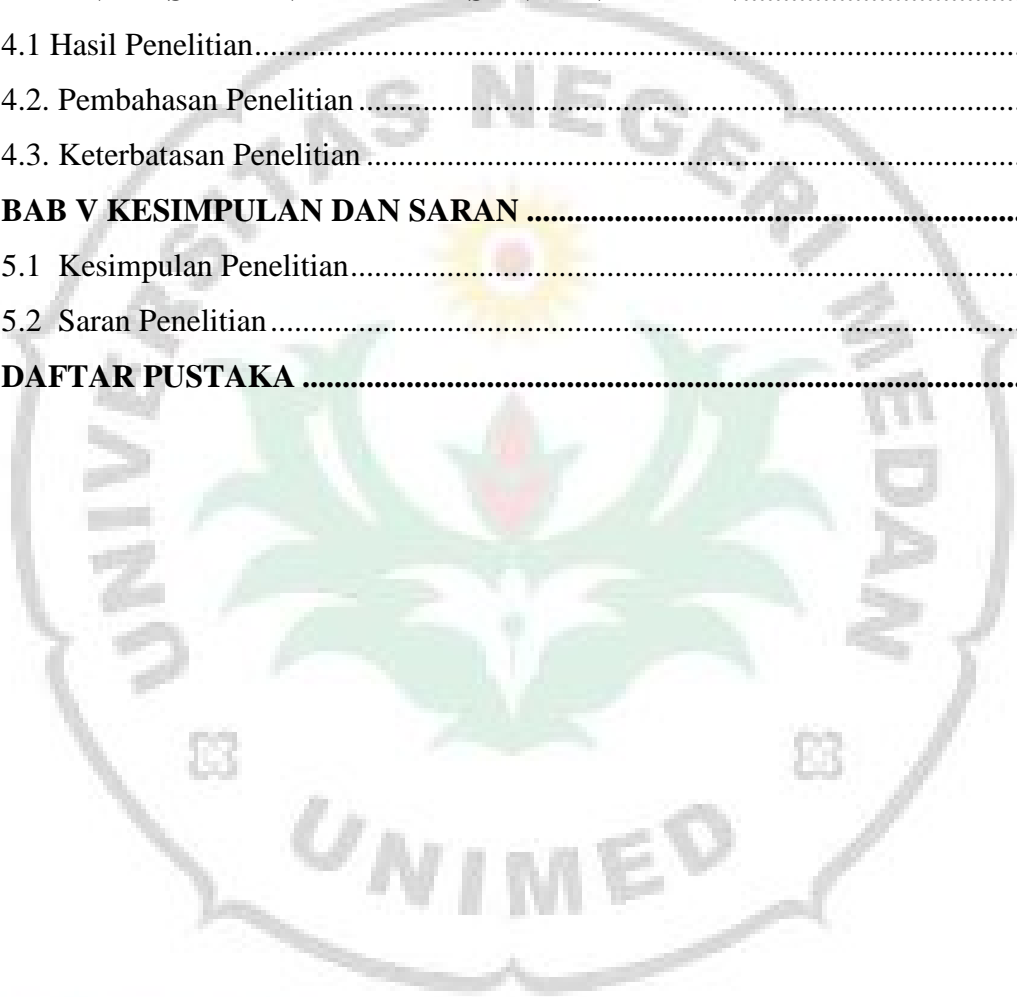 4.1 Hasil Penelitian........................................................................................
4.2. Pembahasan Penelitian........................................................................
4.3. Keterbatasan Penelitian........................................................................
BAB V KESIMPULAN DAN SARAN ................................................
5.1  Kesimpulan Penelitian........................................................................
5.2  Saran Penelitian..................................................................................
DAFTAR PUSTAKA ............................................................................
UNIVERSITAS NEGERI MEDAN
UNIMED